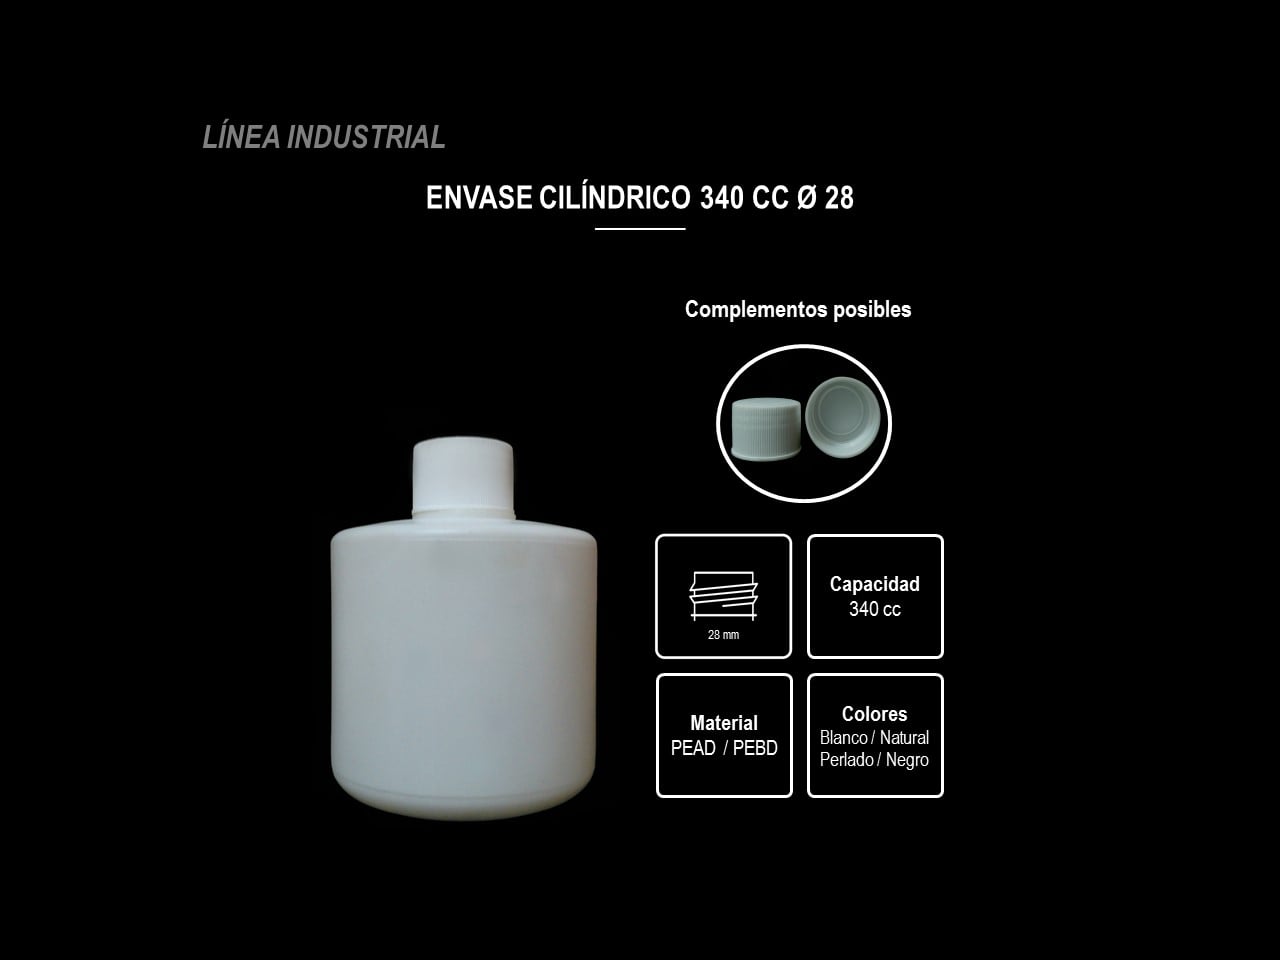 LÍNEA INDUSTRIAL
ENVASE CILÍNDRICO 340 CC Ø 28
Complementos posibles
28 mm
Capacidad
340 cc
Material
PEAD / PEBD
Colores
Blanco / Natural
Perlado / Negro